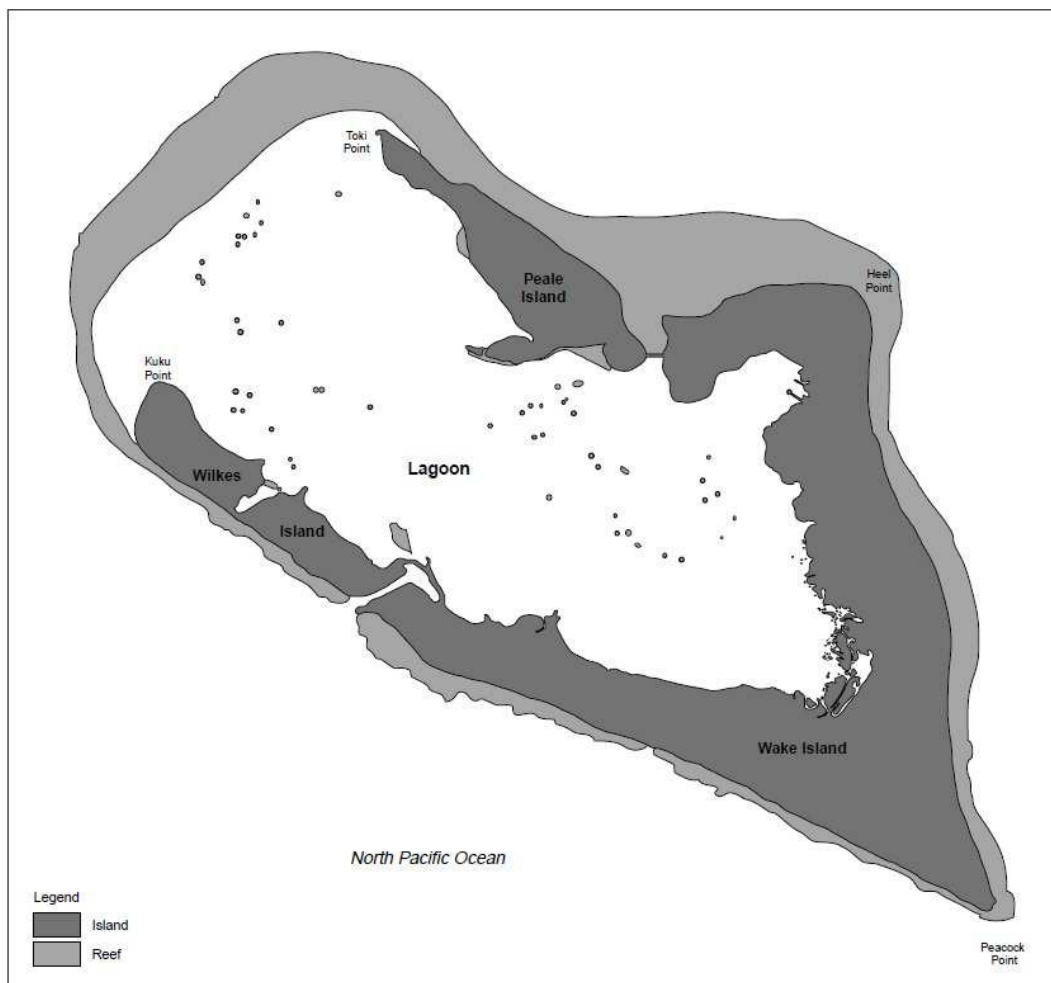 Toki
Point
Heel
Point
Peale
Island
Kuku
Point
Lagoon
Wilkes
Island
Wake Island
North Pacific Ocean
Legend
Island
Reef
Peacock
Point